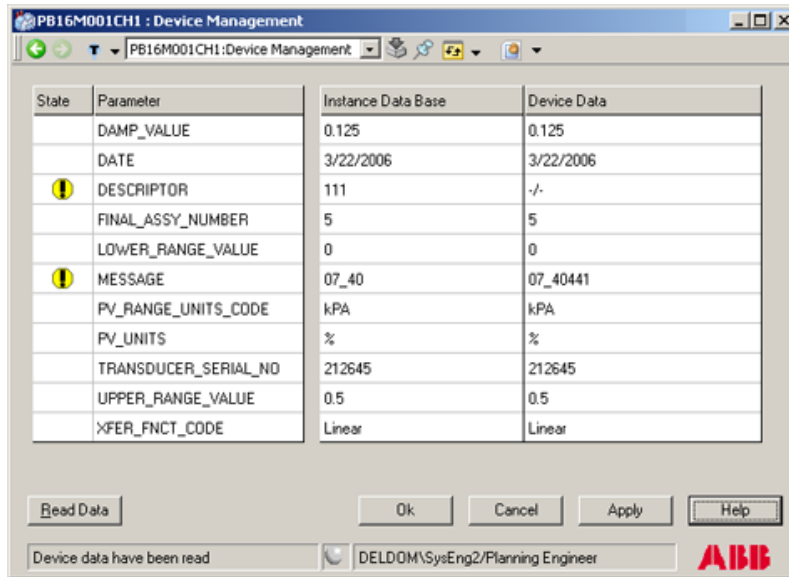 PB16M001CH1 : Device Management
PB16M001CH1:Device Management
State Parameter Instance Data Base Device Data
DAMP_VALUE 0.125 0.125
DATE 3/22/2006 3/22/2006
DESCRIPTOR 111 -/-
FINAL_ASSY_NUMBER 5 5
LOWER_RANGE_VALUE 0 0
MESSAGE 07_40 07_40441
PV_RANGE_UNITS_CODE kPA kPA
PV_UNITS % %
TRANSDUCER_SERIAL_NO 212645 212645
UPPER_RANGE_VALUE 0.5 0.5
XFER_FNCT_CODE Linear Linear
Read Data Ok Cancel Apply Help
Device data have been read DELDOM\SysEng2/Planning Engineer ABB